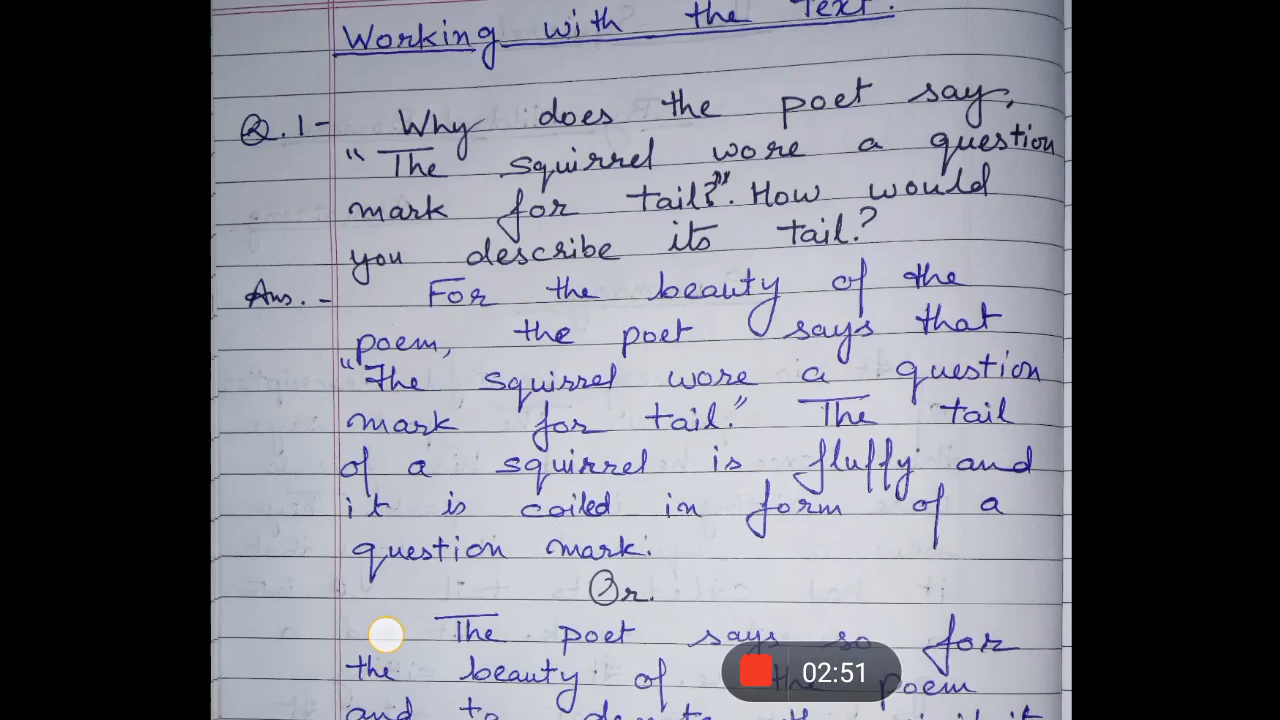 Working with the Text.
Q.1- Why does the poet say,
"The squirrel wore a question
mark for tail?". How would
you describe its tail?
Ans. - For the beauty of the
poem, the poet says that
"The squirrel wore a question
mark for tail." The tail
of a squirrel is fluffy and
it is coiled in form of a
question mark.
Or.
The poet says so for
the beauty of the poem
and to
02:51